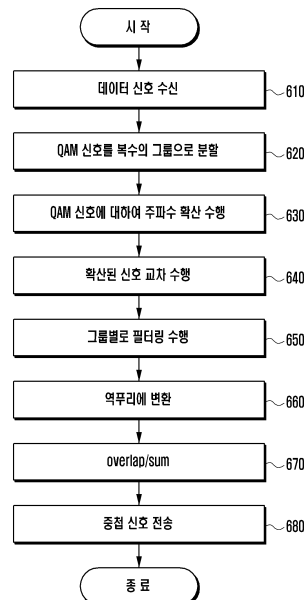 시 작
데이터 신호 수신
610
QAM 신호를 복수의 그룹으로 분할
620
QAM 신호에 대하여 주파수 확산 수행
630
확산된 신호 교차 수행
640
그룹별로 필터링 수행
650
역푸리에 변환
660
overlap/sum
670
중첩 신호 전송
680
종 료